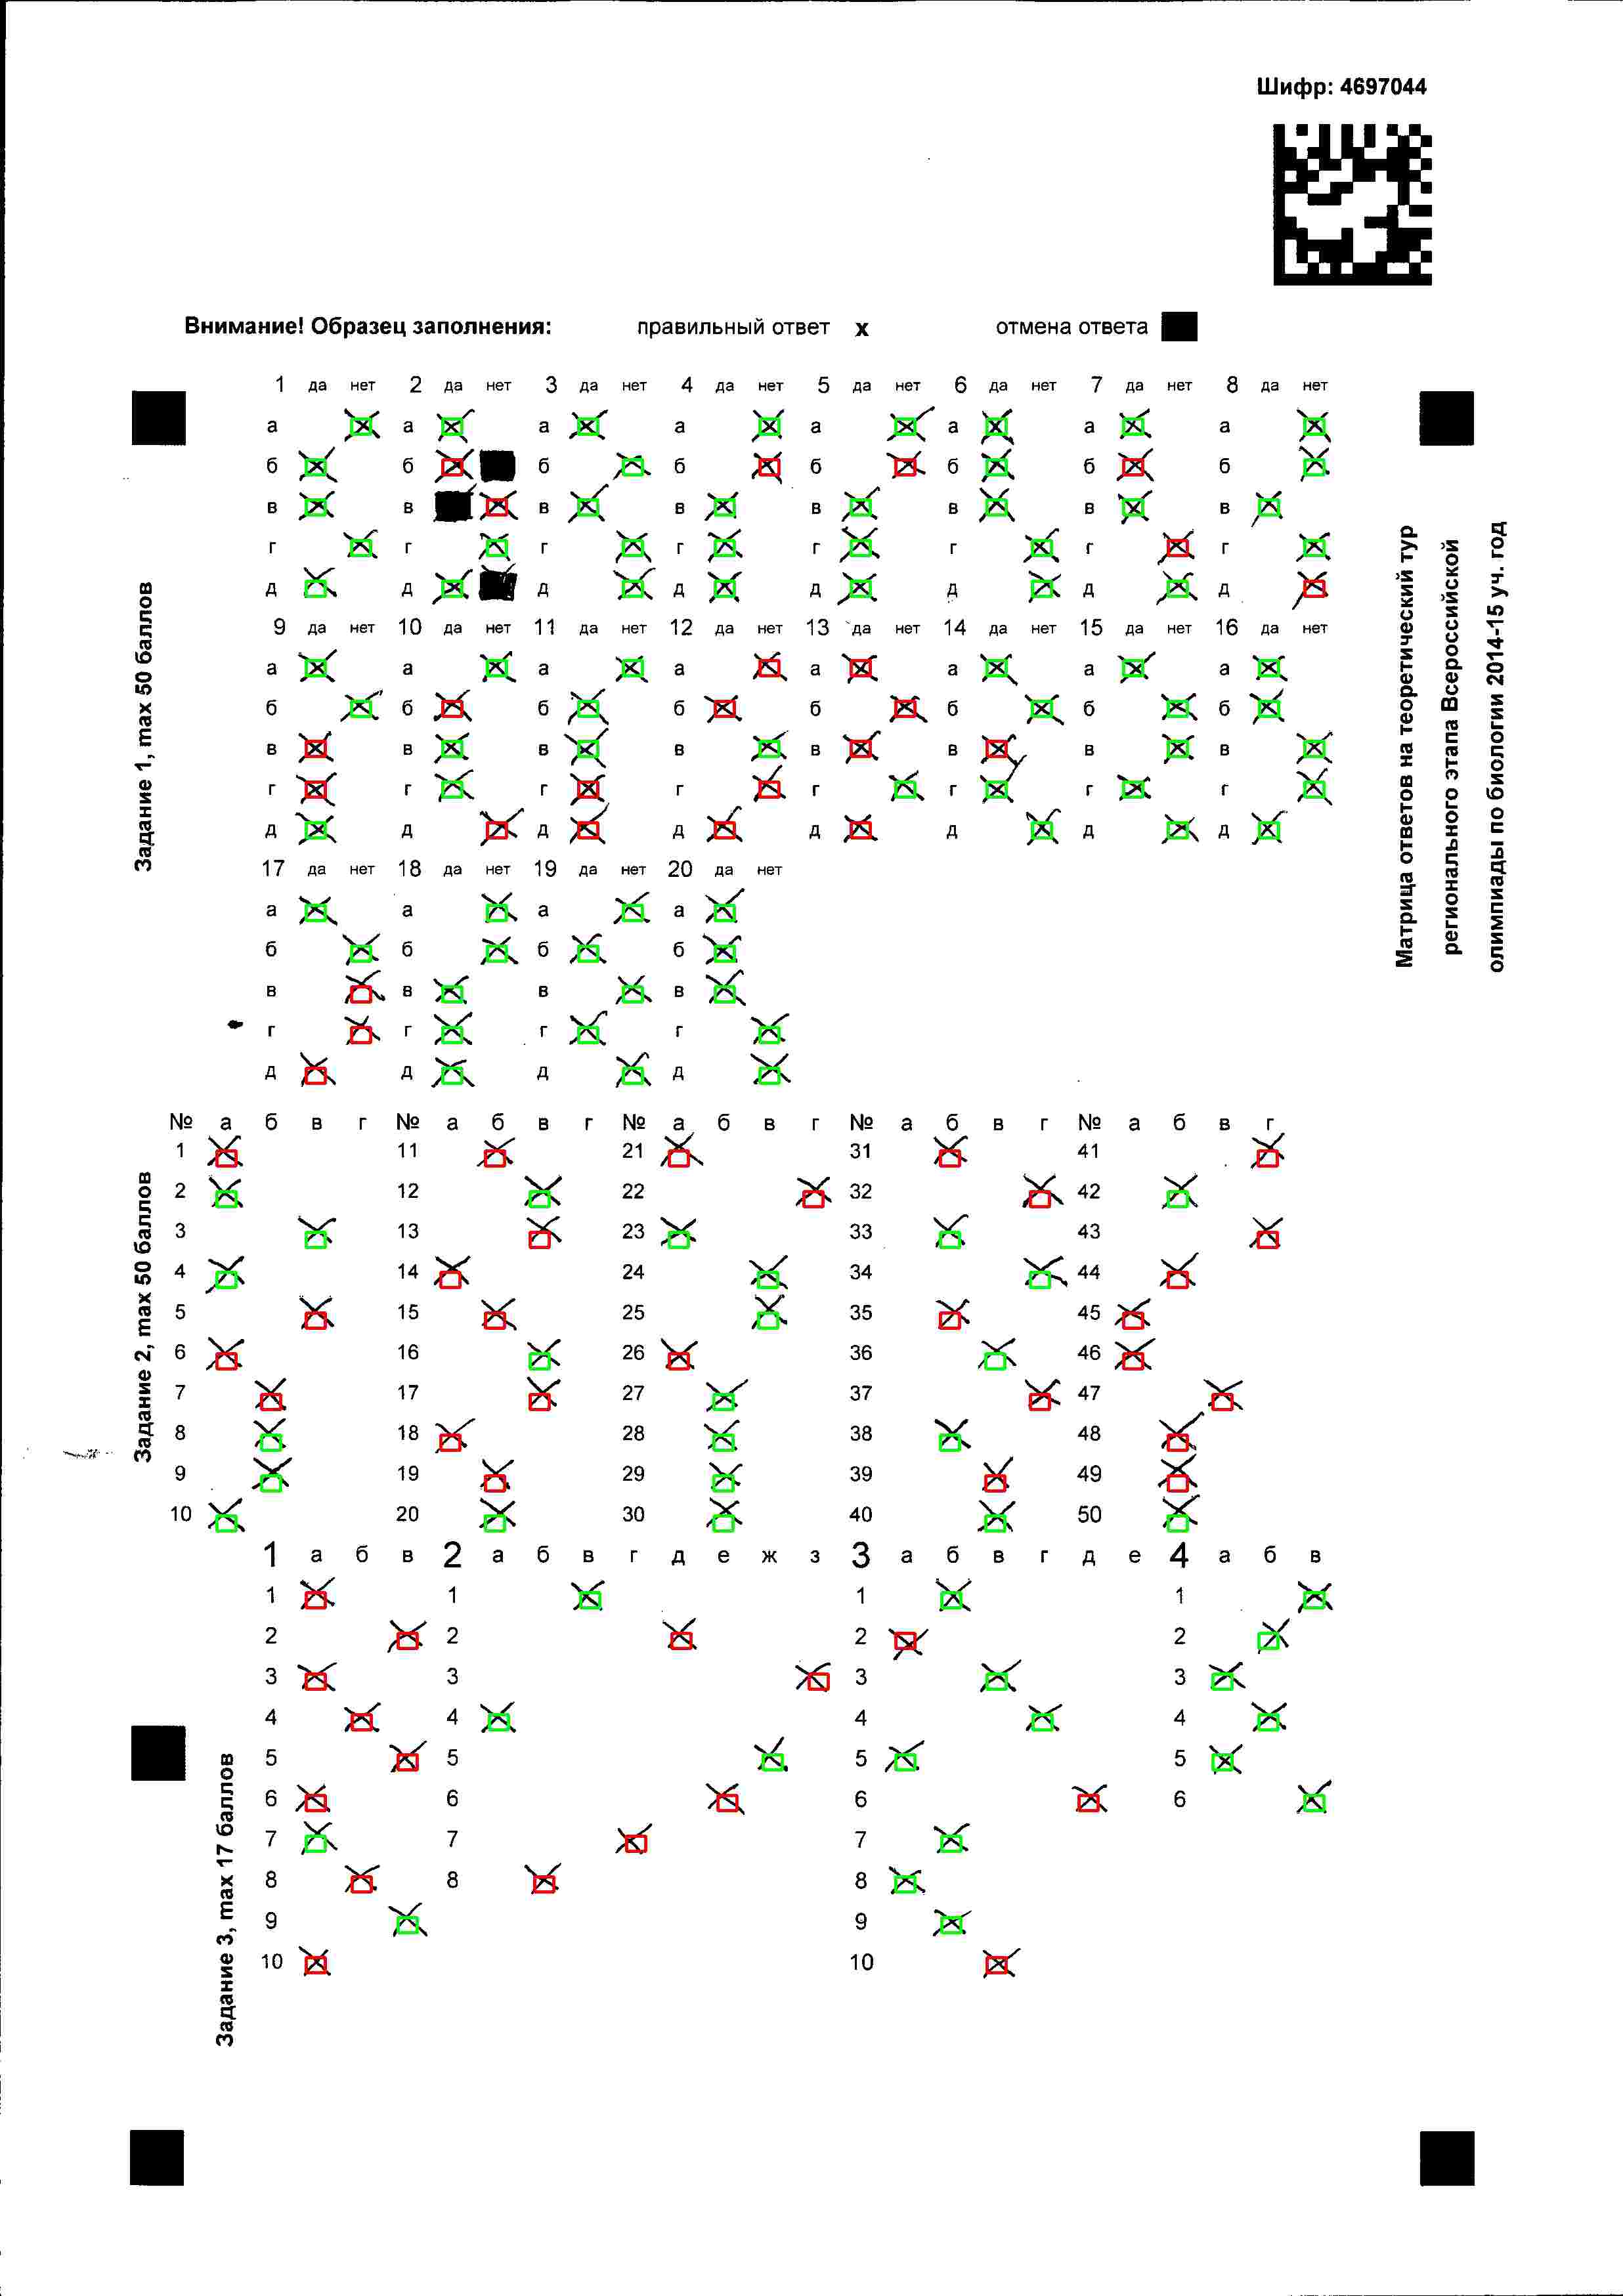 Шифр: 4697044
Внимание! Образец заполнения: правильный ответ х отмена ответа
1 да нет 2 да нет 3 да нет 4 да нет 5 да нет 6 да нет 7 да нет 8 да нет
а а а а а а а а
б б б б б б б б
в в в в в в в в
г г г г г г г г
д д д д д д д д
9 да нет 10 да нет 11 да нет 12 да нет 13 да нет 14 да нет 15 да нет 16 да нет
а а а а а а а а
б б б б б б б б
в в в в в в в в
г г г г г г г г
д д д д д д д д
17 да нет 18 да нет 19 да нет 20 да нет
а а а а
б б б б
в в в в
г г г г
д д д д
Задание 1, max 50 баллов
Матрица ответов на теоретический тур
регионального этапа Всероссийской
олимпиады по биологии 2014-15 уч. год
№ а б в г № а б в г № а б в г № а б в г № а б в г
1 11 21 31 41
2 12 22 32 42
3 13 23 33 43
4 14 24 34 44
5 15 25 35 45
6 16 26 36 46
7 17 27 37 47
8 18 28 38 48
9 19 29 39 49
10 20 30 40 50
Задание 2, max 50 баллов
1 а б в 2 а б в г д е ж з 3 а б в г д е 4 а б в
1 1 1 1
2 2 2 2
3 3 3 3
4 4 4 4
5 5 5 5
6 6 6 6
7 7 7
8 8 8
9 9
10 10
Задание 3, max 17 баллов